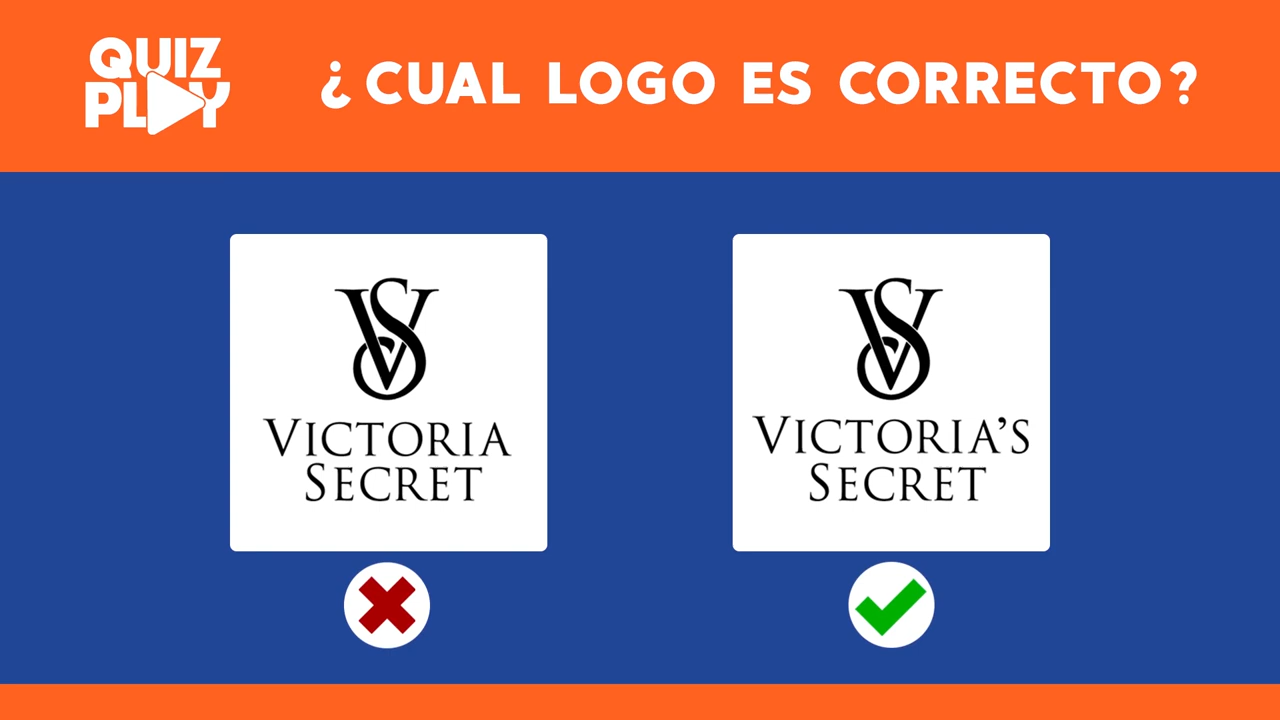 QUIZ
PLAY
¿CUAL LOGO ES CORRECTO?
VS
VICTORIA
SECRET
VS
VICTORIA’S
SECRET